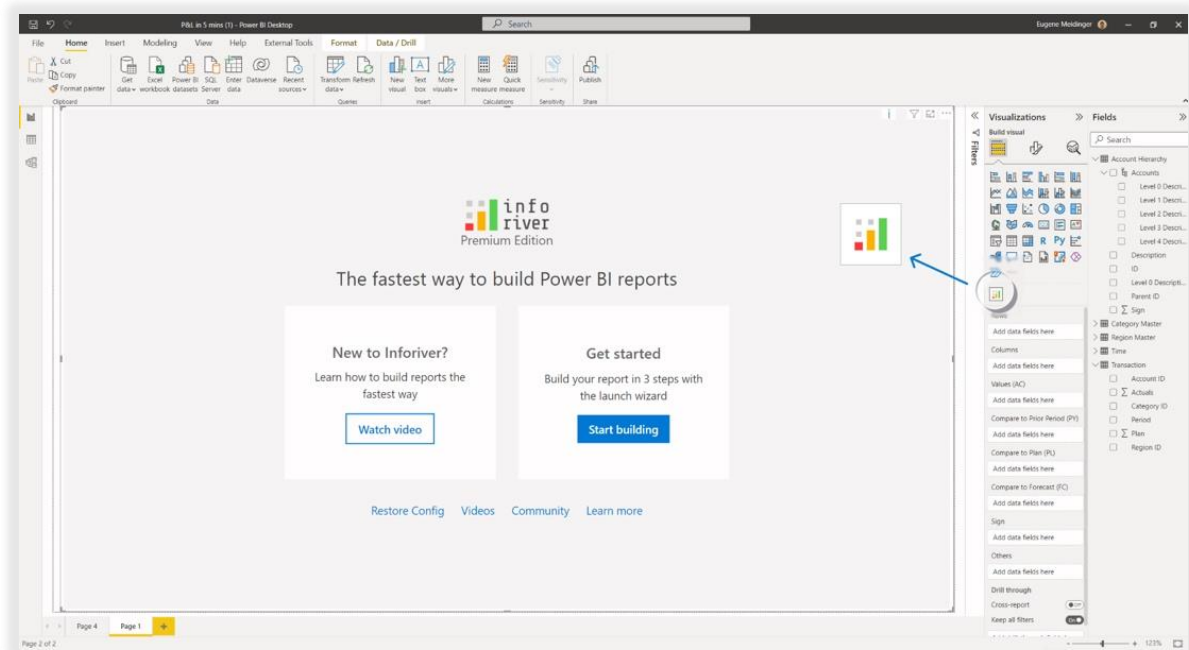 P&L in 5 mins (1) - Power BI Desktop
Search
Eugene Meidinger
File Home Insert Modeling View Help External Tools Format Data / Drill
Paste
Cut
Copy
Format painter
Get data
Excel workbook
Power BI datasets
SQL Server
Enter data
Dataverse
Recent sources
Transform data
Refresh
New visual
Text box
More visuals
New measure
Quick measure
Sensitivity
Publish
Clipboard Data Queries Insert Calculations Sensitivity Share
info
river
Premium Edition
The fastest way to build Power BI reports
New to Inforiver?
Learn how to build reports the
fastest way
Watch video
Get started
Build your report in 3 steps with
the launch wizard
Start building
Restore Config Videos Community Learn more
Filters
Visualizations
Build visual
R Py
Add data fields here
Columns
Add data fields here
Values (AC)
Add data fields here
Compare to Prior Period (PY)
Add data fields here
Compare to Plan (PL)
Add data fields here
Compare to Forecast (FC)
Add data fields here
Sign
Add data fields here
Others
Add data fields here
Drill through
Cross-report Off
Keep all filters On
Fields
Search
Account Hierarchy
Accounts
Level 0 Descri...
Level 1 Descri...
Level 2 Descri...
Level 3 Descri...
Level 4 Descri...
Description
ID
Level 0 Descripti...
Parent ID
Sign
Category Master
Region Master
Time
Transaction
Account ID
Actuals
Category ID
Period
Plan
Region ID
Page 4 Page 1
Page 2 of 2
123%